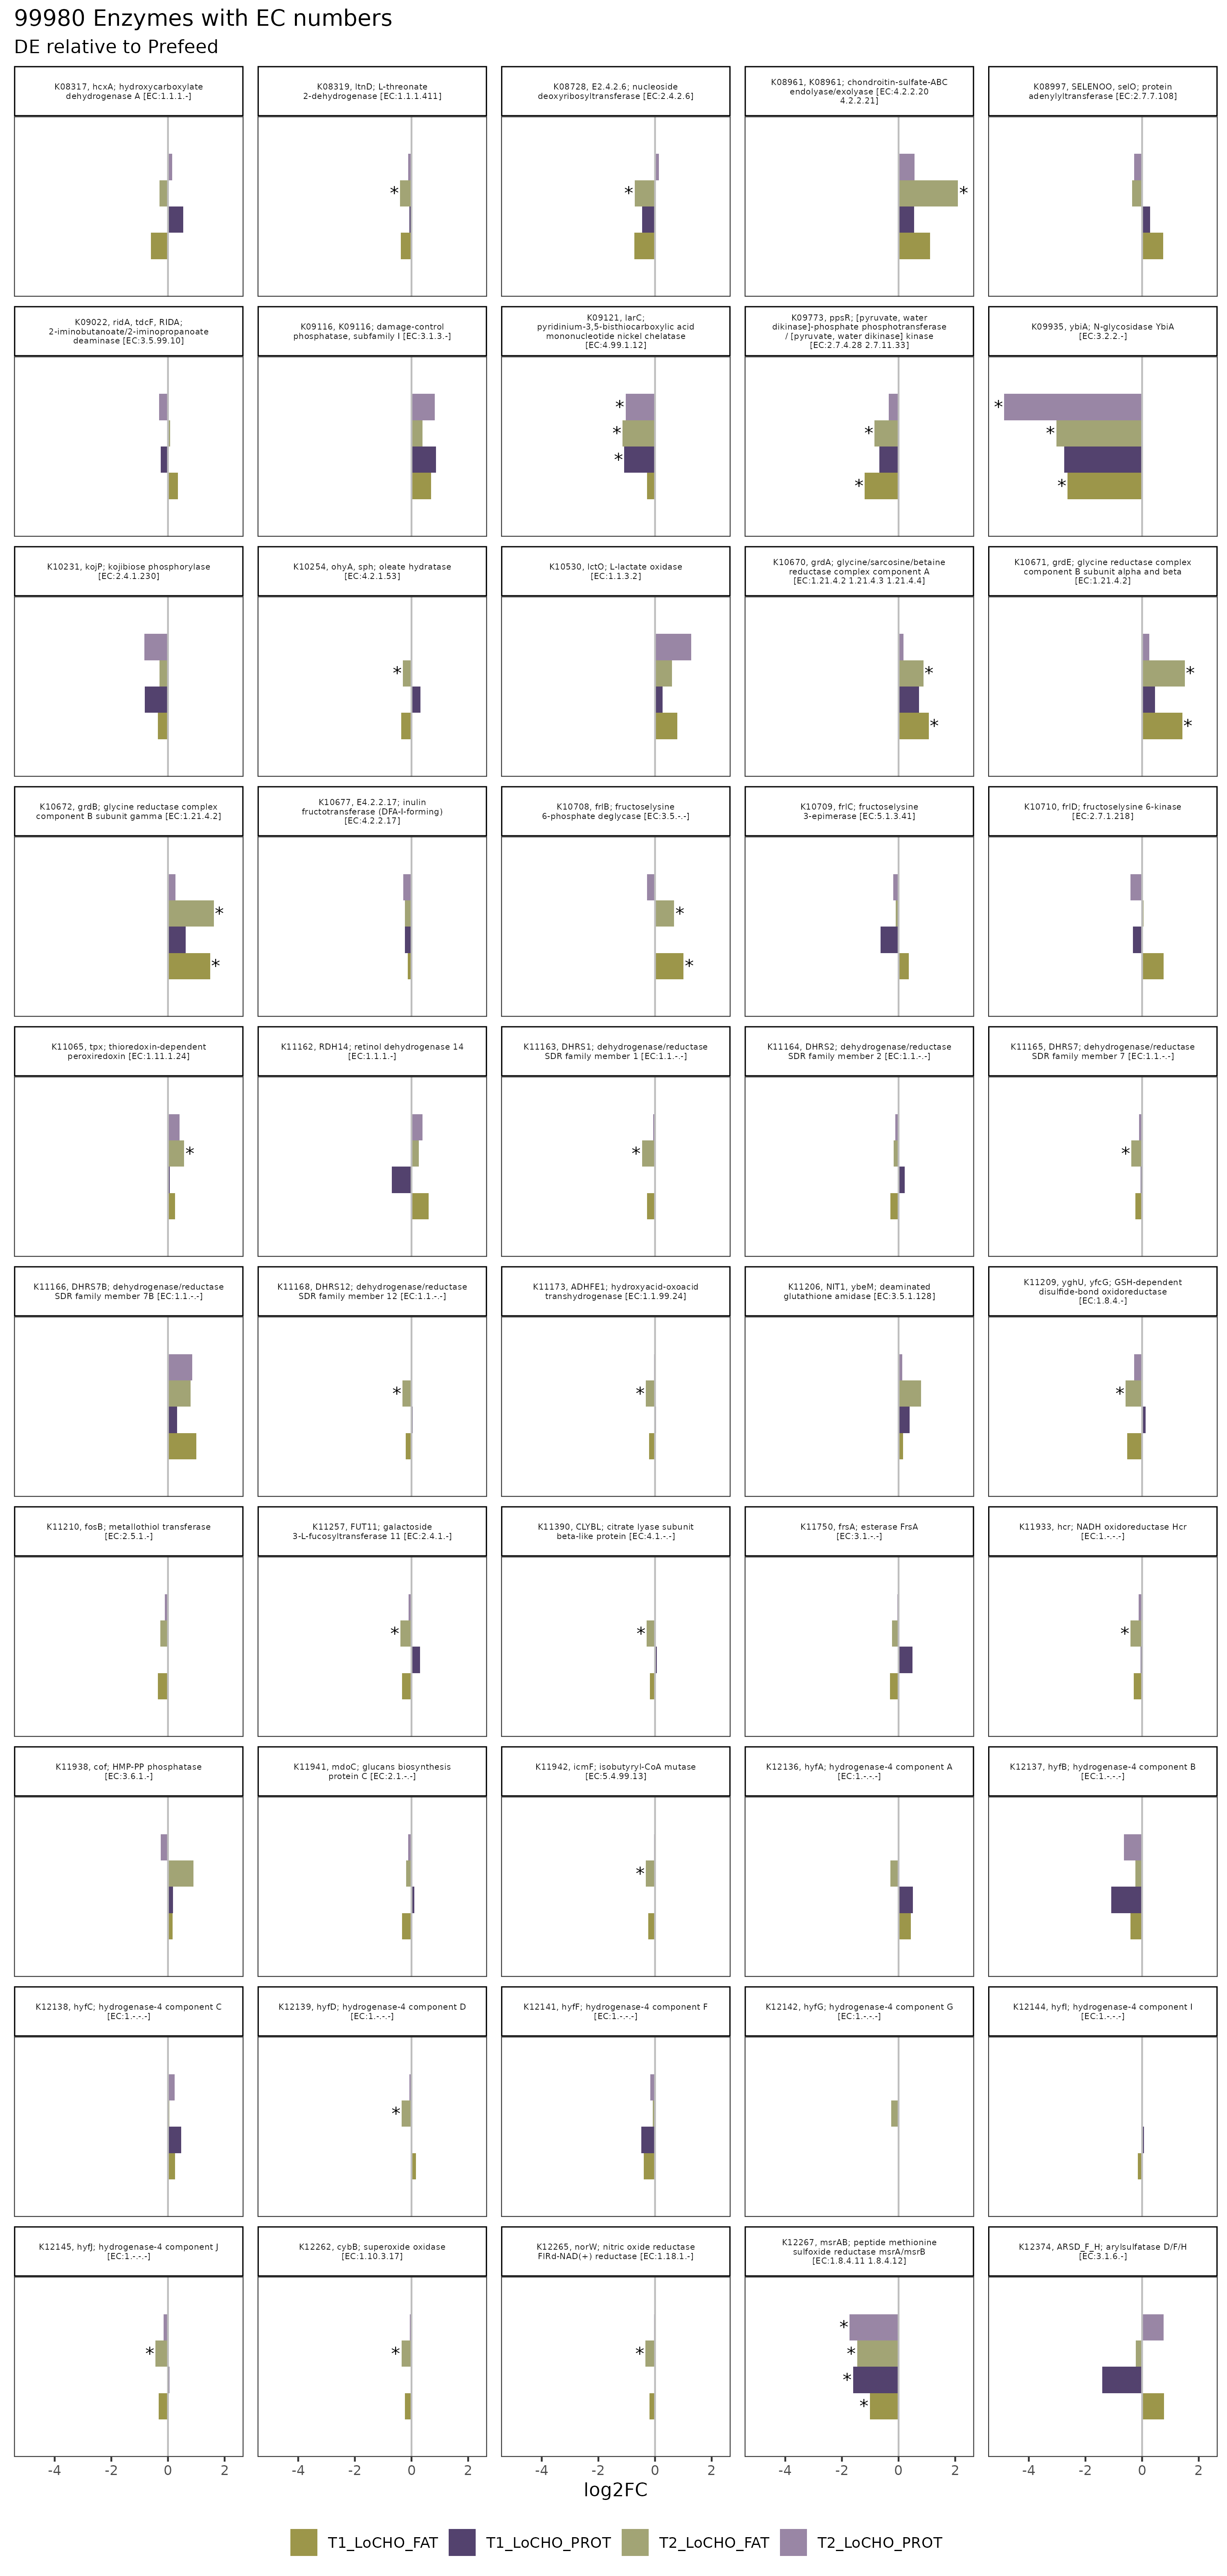 99980 Enzymes with EC numbers
DE relative to Prefeed
K08317, hcxA; hydroxycarboxylate
dehydrogenase A [EC:1.1.1.-]
K08319, ltnD; L-threonate
2-dehydrogenase [EC:1.1.1.411]
K08728, E2.4.2.6; nucleoside
deoxyribosyltransferase [EC:2.4.2.6]
K08961, K08961; chondroitin-sulfate-ABC
endolyase/exolyase [EC:4.2.2.20
4.2.2.21]
K08997, SELENOO, selO; protein
adenylyltransferase [EC:2.7.7.108]
*
*
*
K09022, ridA, tdcF, RIDA;
2-iminobutanoate/2-iminopropanoate
deaminase [EC:3.5.99.10]
K09116, K09116; damage-control
phosphatase, subfamily I [EC:3.1.3.-]
K09121, larC;
pyridinium-3,5-bisthiocarboxylic acid
mononucleotide nickel chelatase
[EC:4.99.1.12]
K09773, ppsR; [pyruvate, water
dikinase]-phosphate phosphotransferase
/ [pyruvate, water dikinase] kinase
[EC:2.7.4.28 2.7.11.33]
K09935, ybiA; N-glycosidase YbiA
[EC:3.2.2.-]
*
*
*
*
*
*
*
*
K10231, kojP; kojibiose phosphorylase
[EC:2.4.1.230]
K10254, ohyA, sph; oleate hydratase
[EC:4.2.1.53]
K10530, lctO; L-lactate oxidase
[EC:1.1.3.2]
K10670, grdA; glycine/sarcosine/betaine
reductase complex component A
[EC:1.21.4.2 1.21.4.3 1.21.4.4]
K10671, grdE; glycine reductase complex
component B subunit alpha and beta
[EC:1.21.4.2]
*
*
*
*
*
K10672, grdB; glycine reductase complex
component B subunit gamma [EC:1.21.4.2]
K10677, E4.2.2.17; inulin
fructotransferase (DFA-I-forming)
[EC:4.2.2.17]
K10708, frlB; fructoselysine
6-phosphate deglycase [EC:3.5.-.-]
K10709, frlC; fructoselysine
3-epimerase [EC:5.1.3.41]
K10710, frlD; fructoselysine 6-kinase
[EC:2.7.1.218]
*
*
*
*
K11065, tpx; thioredoxin-dependent
peroxiredoxin [EC:1.11.1.24]
K11162, RDH14; retinol dehydrogenase 14
[EC:1.1.1.-]
K11163, DHRS1; dehydrogenase/reductase
SDR family member 1 [EC:1.1.-.-]
K11164, DHRS2; dehydrogenase/reductase
SDR family member 2 [EC:1.1.-.-]
K11165, DHRS7; dehydrogenase/reductase
SDR family member 7 [EC:1.1.-.-]
*
*
*
K11166, DHRS7B; dehydrogenase/reductase
SDR family member 7B [EC:1.1.-.-]
K11168, DHRS12; dehydrogenase/reductase
SDR family member 12 [EC:1.1.-.-]
K11173, ADHFE1; hydroxyacid-oxoacid
transhydrogenase [EC:1.1.99.24]
K11206, NIT1, ybeM; deaminated
glutathione amidase [EC:3.5.1.128]
K11209, yghU, yfcG; GSH-dependent
disulfide-bond oxidoreductase
[EC:1.8.4.-]
*
*
*
K11210, fosB; metallothiol transferase
[EC:2.5.1.-]
K11257, FUT11; galactoside
3-L-fucosyltransferase 11 [EC:2.4.1.-]
K11390, CLYBL; citrate lyase subunit
beta-like protein [EC:4.1.-.-]
K11750, frsA; esterase FrsA
[EC:3.1.-.-]
K11933, hcr; NADH oxidoreductase Hcr
[EC:1.-.-.-]
*
*
*
K11938, cof; HMP-PP phosphatase
[EC:3.6.1.-]
K11941, mdoC; glucans biosynthesis
protein C [EC:2.1.-.-]
K11942, icmF; isobutyryl-CoA mutase
[EC:5.4.99.13]
K12136, hyfA; hydrogenase-4 component A
[EC:1.-.-.-]
K12137, hyfB; hydrogenase-4 component B
[EC:1.-.-.-]
*
K12138, hyfC; hydrogenase-4 component C
[EC:1.-.-.-]
K12139, hyfD; hydrogenase-4 component D
[EC:1.-.-.-]
K12141, hyfF; hydrogenase-4 component F
[EC:1.-.-.-]
K12142, hyfG; hydrogenase-4 component G
[EC:1.-.-.-]
K12144, hyfI; hydrogenase-4 component I
[EC:1.-.-.-]
*
K12145, hyfJ; hydrogenase-4 component J
[EC:1.-.-.-]
K12262, cybB; superoxide oxidase
[EC:1.10.3.17]
K12265, norW; nitric oxide reductase
FlRd-NAD(+) reductase [EC:1.18.1.-]
K12267, msrAB; peptide methionine
sulfoxide reductase msrA/msrB
[EC:1.8.4.11 1.8.4.12]
K12374, ARSD_F_H; arylsulfatase D/F/H
[EC:3.1.6.-]
*
*
*
*
*
*
*
-4 -2 0 2 -4 -2 0 2 -4 -2 0 2 -4 -2 0 2 -4 -2 0 2
log2FC
T1_LoCHO_FAT T1_LoCHO_PROT T2_LoCHO_FAT T2_LoCHO_PROT